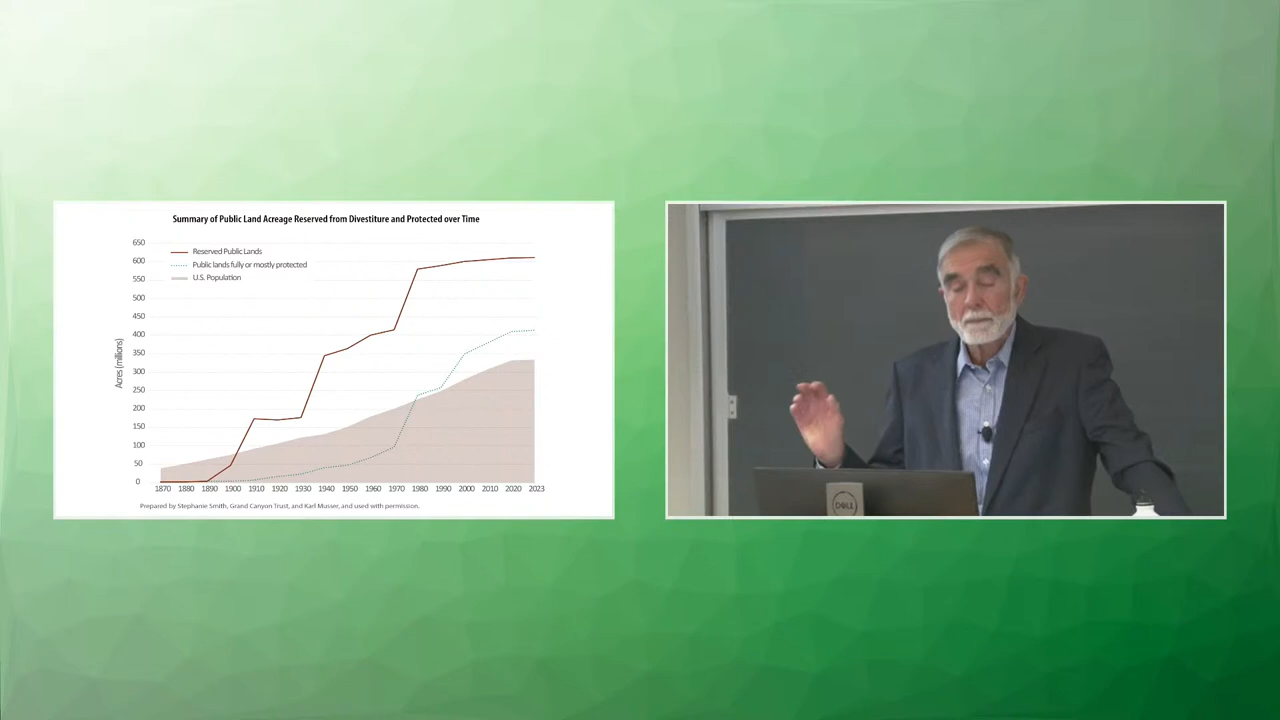 Summary of Public Land Acreage Reserved from Divestiture and Protected over Time
650
600
550
500
450
400
350
300
250
200
150
100
50
0
Acres (millions)
Reserved Public Lands
Public lands fully or mostly protected
U.S. Population
1870 1880 1890 1900 1910 1920 1930 1940 1950 1960 1970 1980 1990 2000 2010 2020 2023
Prepared by Stephanie Smith, Grand Canyon Trust, and Karl Musser, and used with permission.
DELL